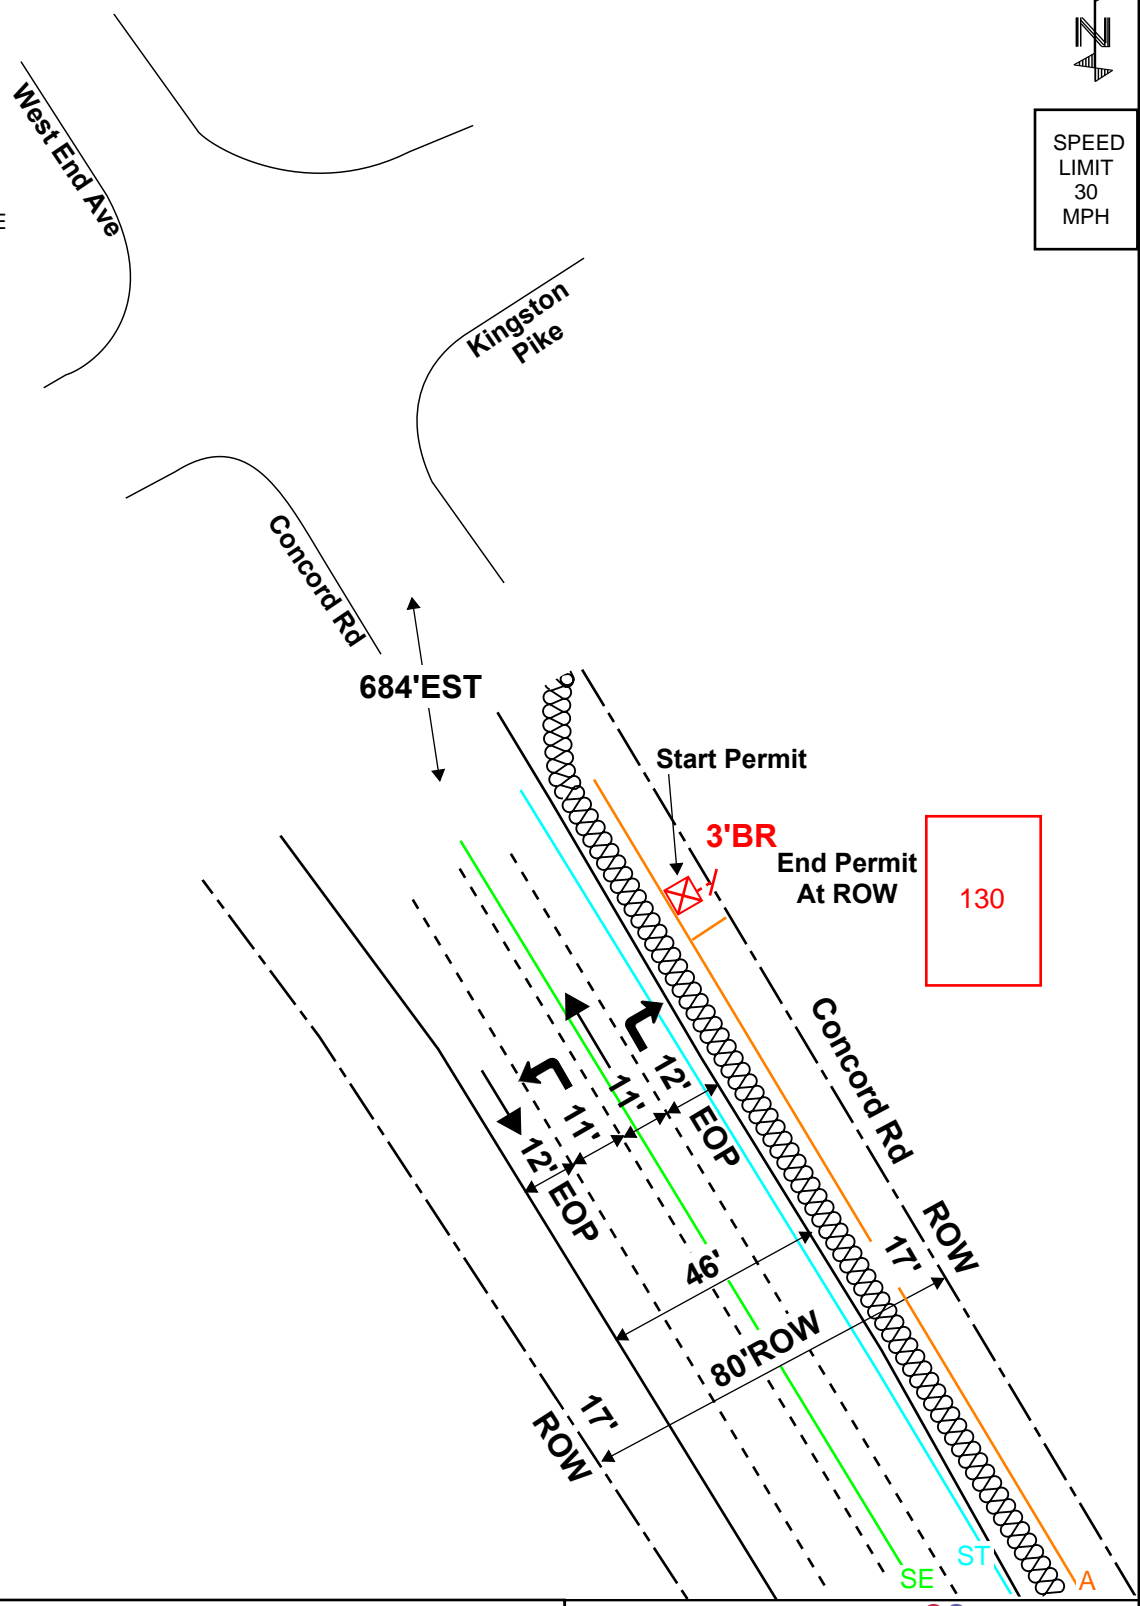 N
West End Ave
SPEED
LIMIT
30
MPH
E
Kingston
Pike
Concord Rd
684'EST
Start Permit
3'BR
End Permit
At ROW
130
Concord Rd
12'
11'
11'
12'
EOP
EOP
ROW
17'
46'
80'ROW
17'
ROW
ST
SE
A